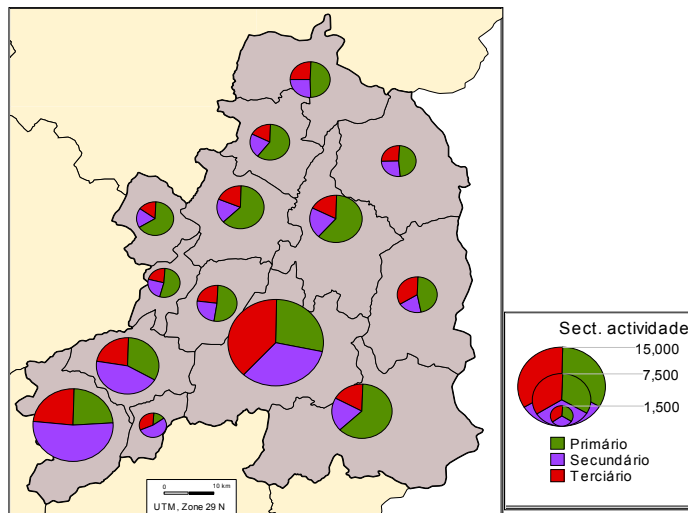 Sect. actividade
15,000
7,500
1,500
Primário
Secundário
Terciário
0 10 km
UTM, Zone 29 N